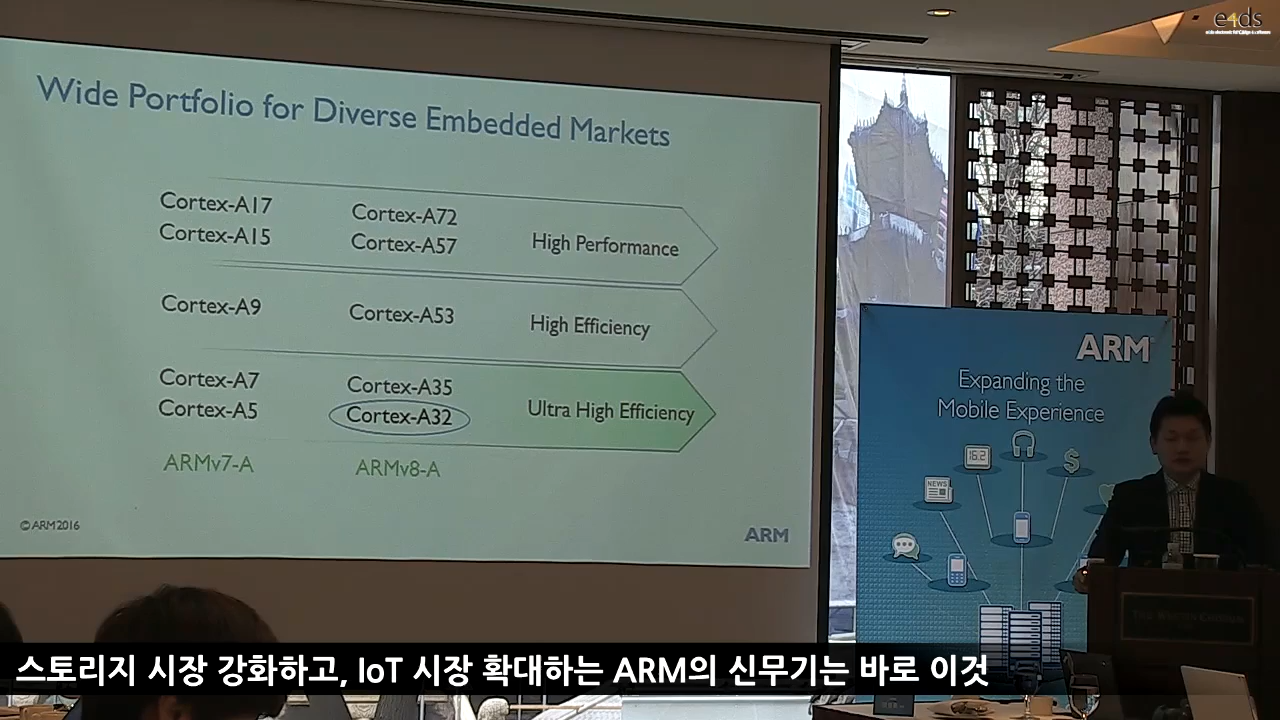 e4ds
Wide Portfolio for Diverse Embedded Markets
Cortex-A17
Cortex-A15
Cortex-A72
Cortex-A57
High Performance
Cortex-A9
Cortex-A53
High Efficiency
Cortex-A7
Cortex-A5
Cortex-A35
Cortex-A32
Ultra High Efficiency
ARMv7-A
ARMv8-A
© ARM 2016
ARM
ARM
Expanding the
Mobile Experience
16:2
$
NEWS
스토리지 시장 강화하고, IoT 시장 확대하는 ARM의 신무기는 바로 이것